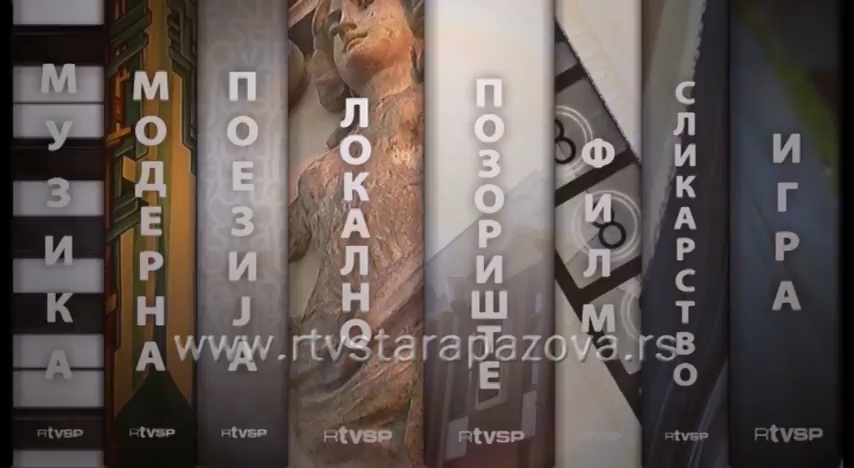 МУЗИКА
МОДЕРНА
ПОЕЗИЈА
ЛОКАЛНО
ПОЗОРИШТЕ
ФИЛМ
СЛИКАРСТВО
ИГРА
www.rtvstarapazova.rs
RTVSP
RTVSP
RTVSP
RTVSP
RTVSP
RTVSP
RTVSP